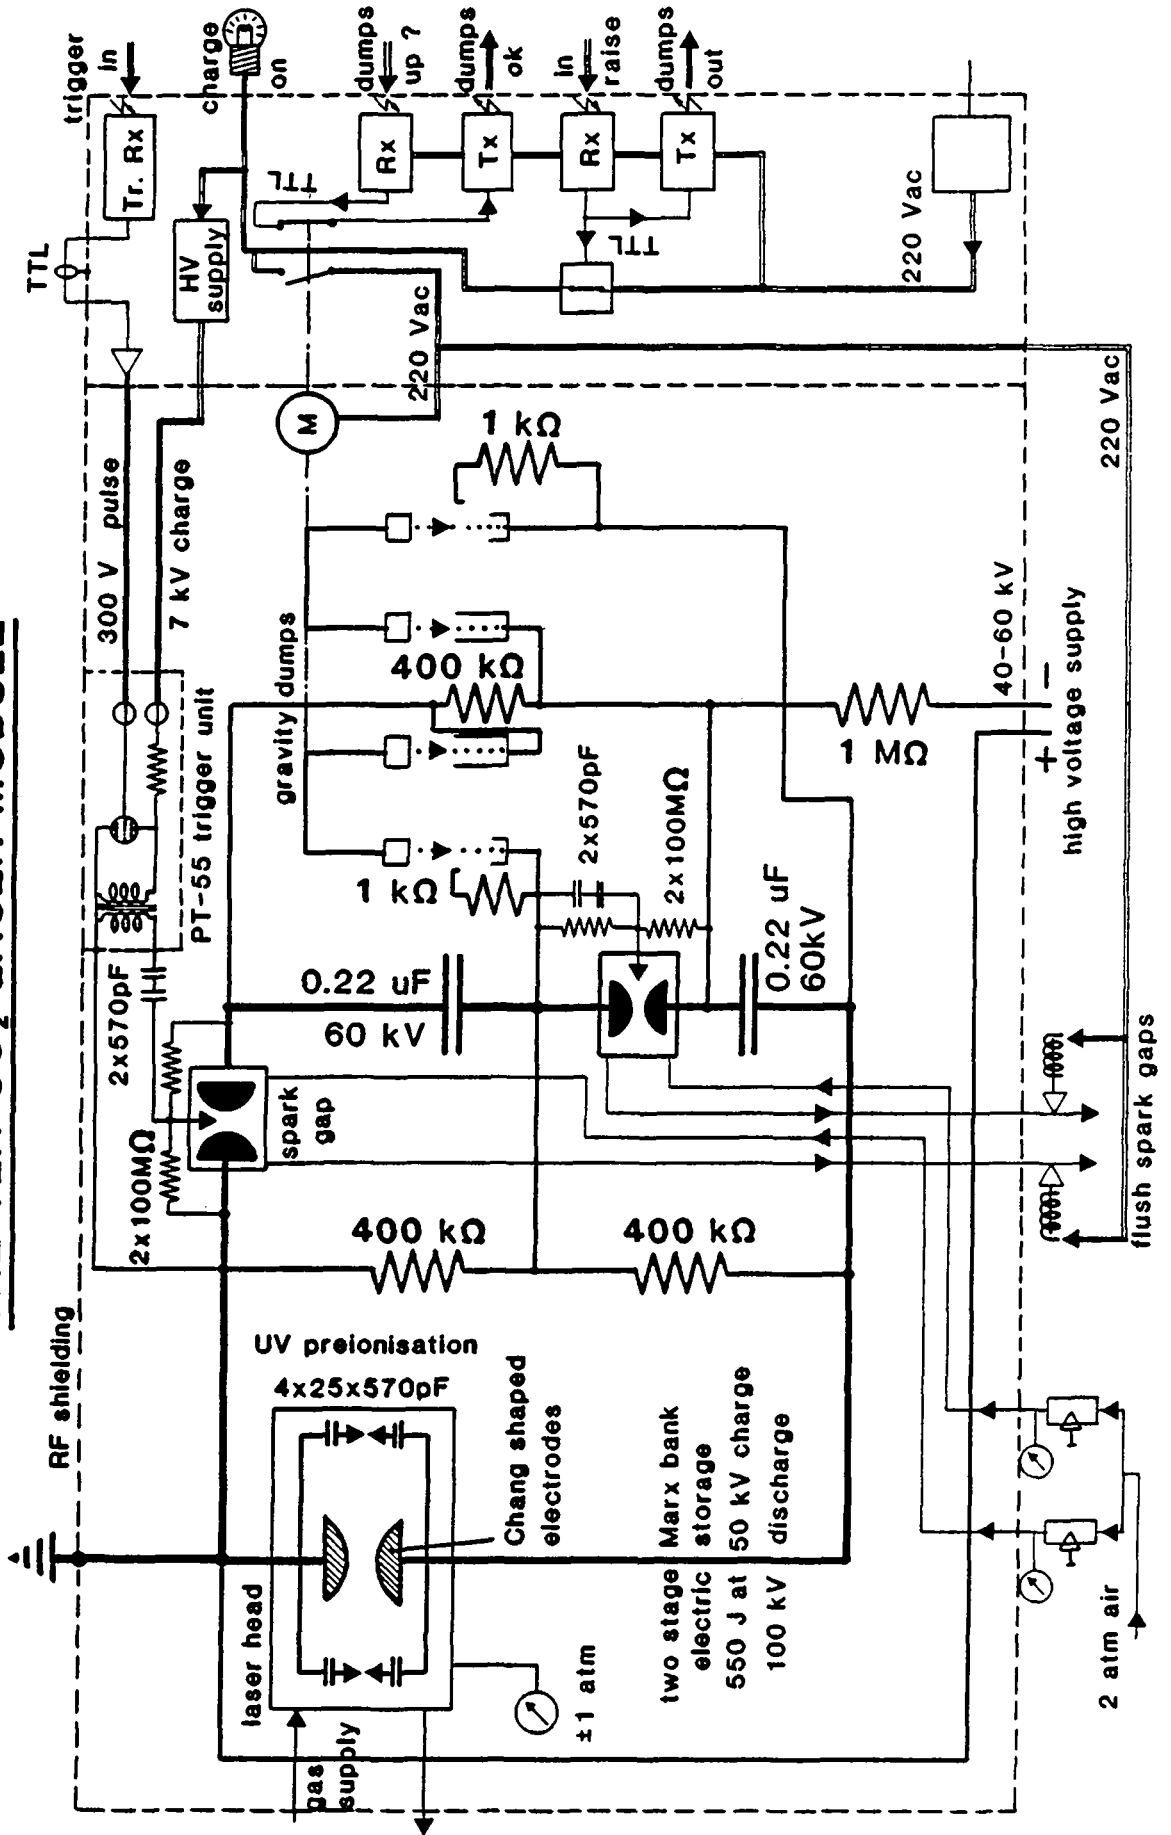 RF shielding
UV preionisation
4x25x570pF
laser head
Chang shaped
electrodes
gas
supply
±1 atm
two stage Marx bank
electric storage
550 J at 50 kV charge
100 kV discharge
2 atm air
2x100MΩ
2x570pF
spark
gap
400 kΩ
400 kΩ
PT-55 trigger unit
0.22 uF
60 kV
1 kΩ
gravity dumps
400 kΩ
2x570pF
2x100MΩ
0.22 uF
60kV
1 kΩ
1 MΩ
40-60 kV
+ −
high voltage supply
flush spark gaps
220 Vac
300 V pulse
7 kV charge
M
220 Vac
TTL
HV
supply
Tr. Rx
trigger
in
charge
on
TTL
Rx
dumps
up ?
Tx
dumps
ok
Rx
in
raise
Tx
dumps
out
TTL
220 Vac